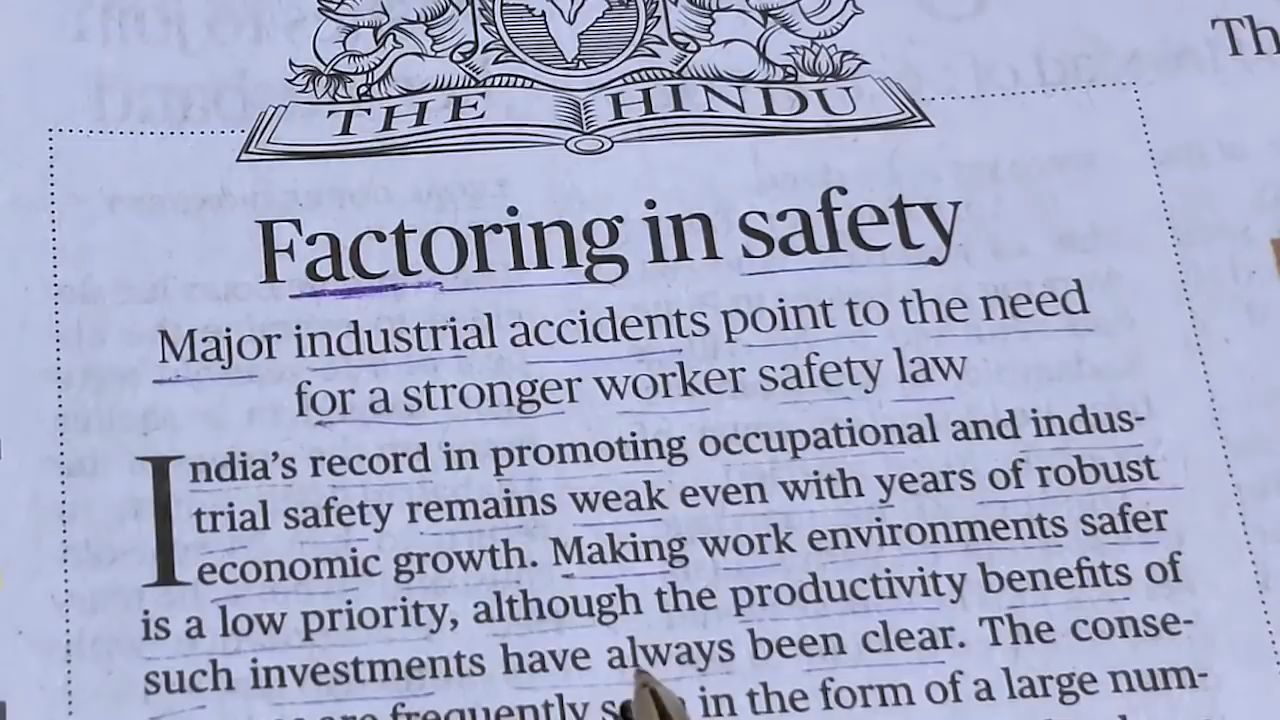 THE HINDU
Th
Factoring in safety
Major industrial accidents point to the need
for a stronger worker safety law
India's record in promoting occupational and indus-
trial safety remains weak even with years of robust
economic growth. Making work environments safer
is a low priority, although the productivity benefits of
such investments have always been clear. The conse-
frequently in the form of a large num-